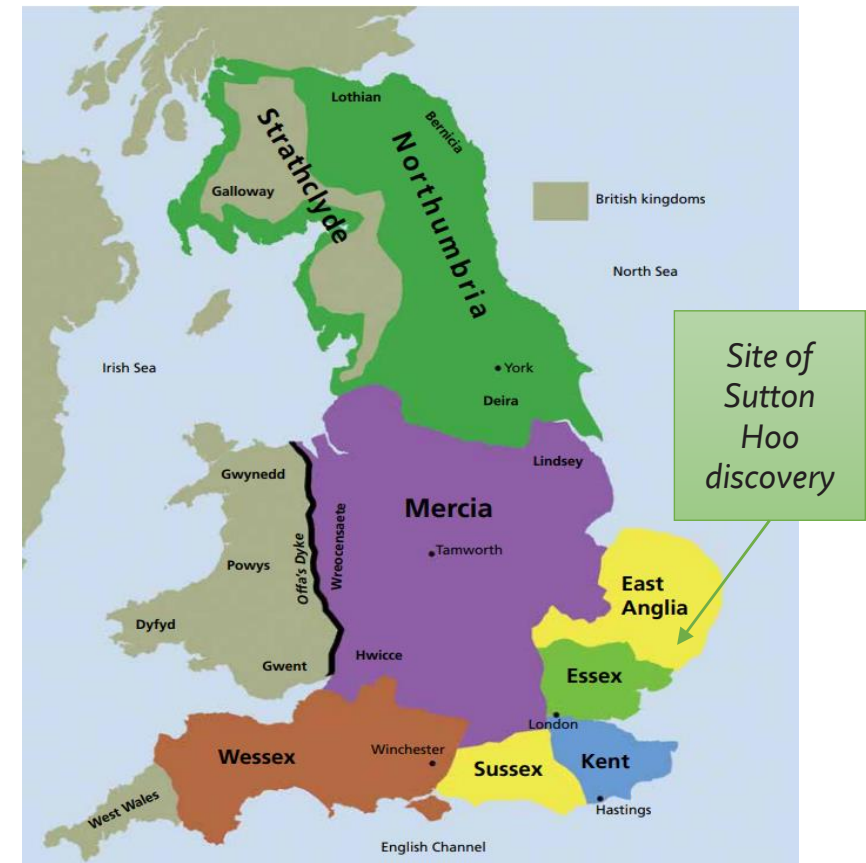 Lothian
Bernicia
Strathclyde
Northumbria
Galloway
British kingdoms
North Sea
Site of
Sutton
Hoo
discovery
Irish Sea
York
Deira
Lindsey
Gwynedd
Mercia
Offa's Dyke
Wreocensaete
Tamworth
Powys
East
Anglia
Dyfyd
Gwent
Hwicce
Essex
London
Wessex
Winchester
Sussex
Kent
West Wales
Hastings
English Channel